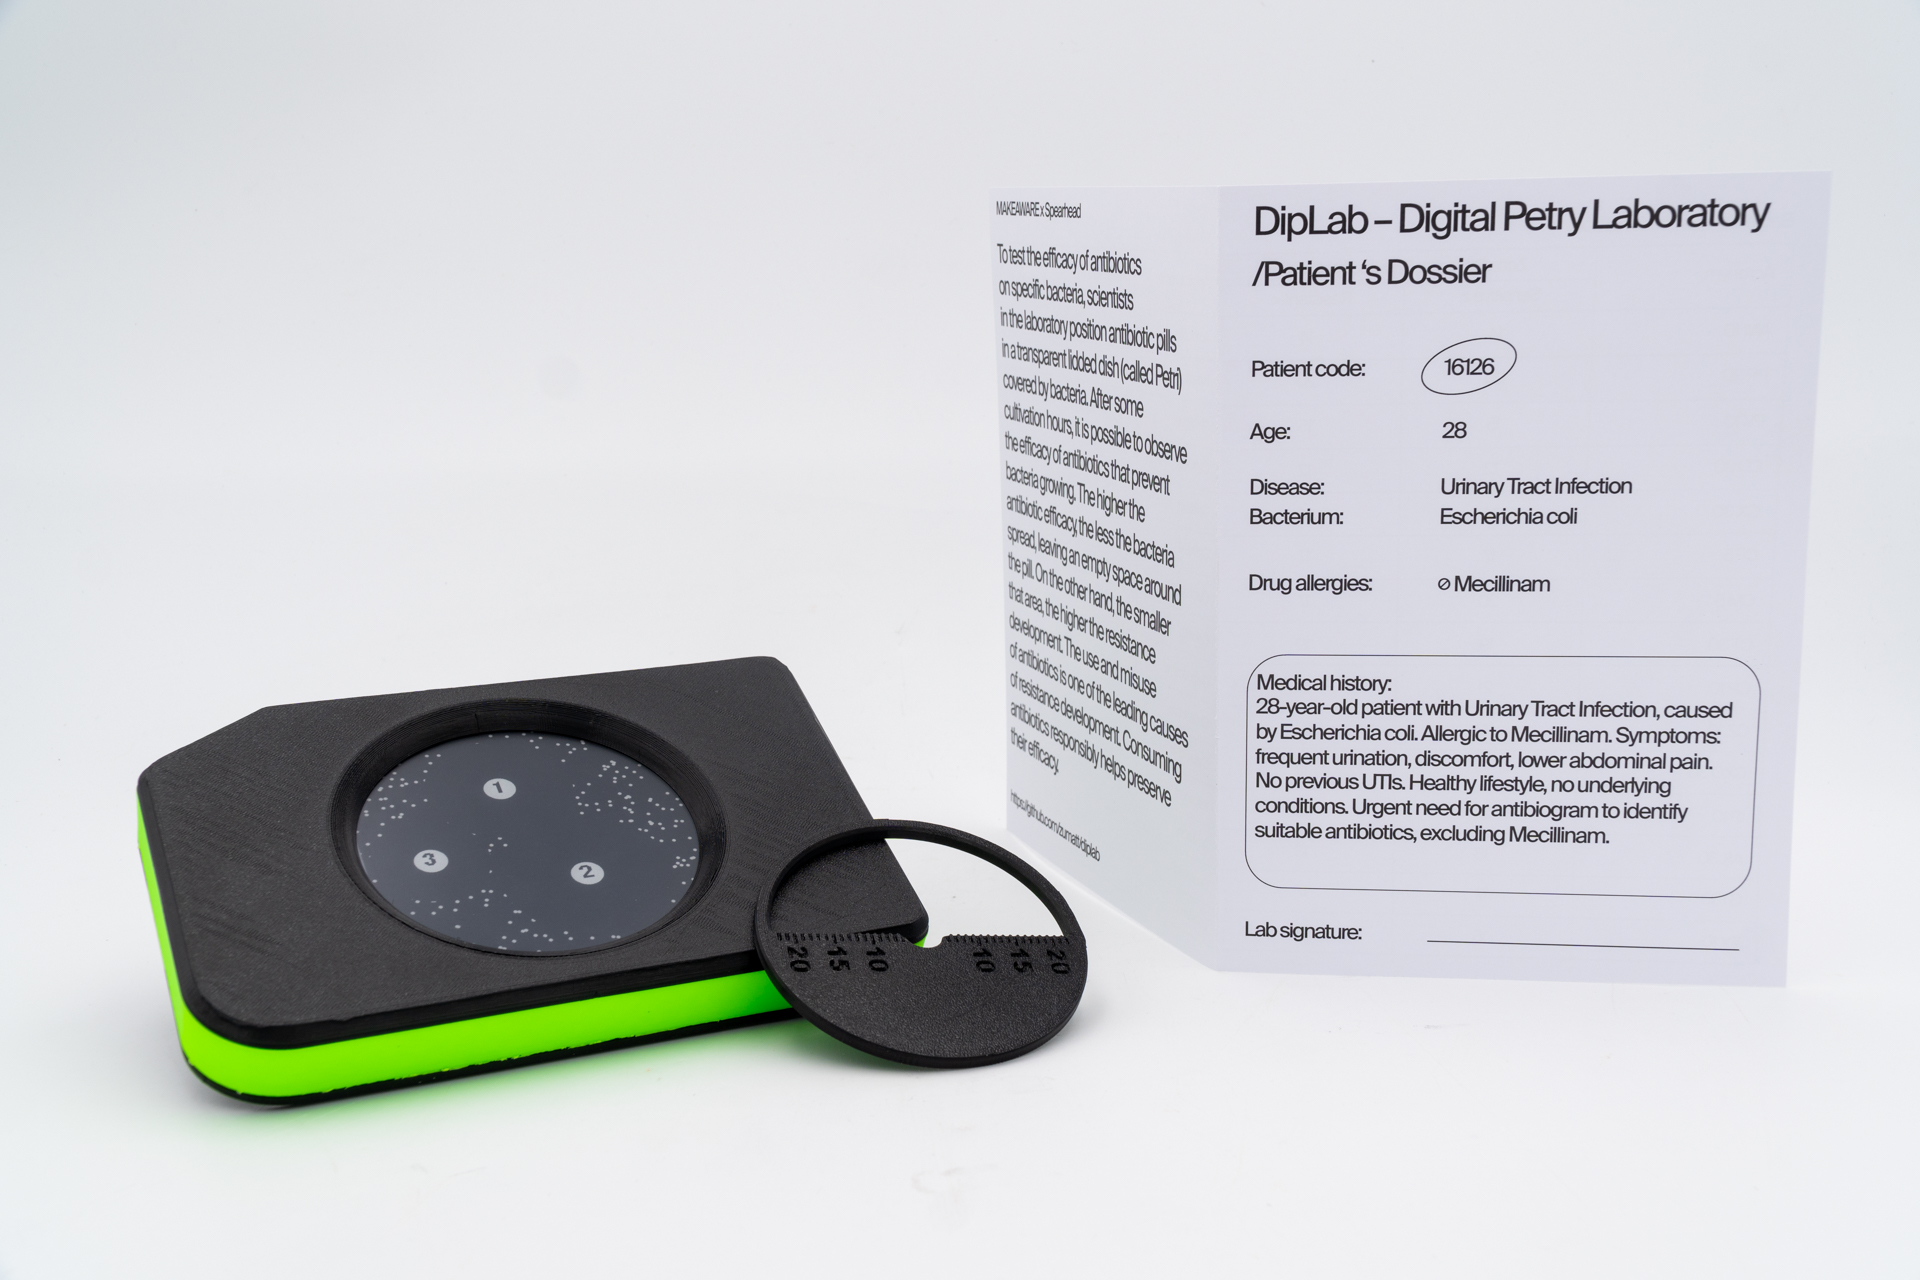 MAKEAWARE x Spearhead
To test the efficacy of antibiotics
on specific bacteria, scientists
in the laboratory position antibiotic pills
in a transparent lidded dish (called Petri)
covered by bacteria. After some
cultivation hours, it is possible to observe
the efficacy of antibiotics that prevent
bacteria growing. The higher the
antibiotic efficacy, the less the bacteria
spread, leaving an empty space around
the pill. On the other hand, the smaller
that area, the higher the resistance
development. The use and misuse
of antibiotics is one of the leading causes
of resistance development. Consuming
antibiotics responsibly helps preserve
their efficacy.
https://github.com/zumatt/diplab
DipLab – Digital Petry Laboratory
/Patient ‘s Dossier
Patient code: 16126
Age: 28
Disease: Urinary Tract Infection
Bacterium: Escherichia coli
Drug allergies: ⊘ Mecillinam
Medical history:
28-year-old patient with Urinary Tract Infection, caused
by Escherichia coli. Allergic to Mecillinam. Symptoms:
frequent urination, discomfort, lower abdominal pain.
No previous UTIs. Healthy lifestyle, no underlying
conditions. Urgent need for antibiogram to identify
suitable antibiotics, excluding Mecillinam.
Lab signature:
1
3
2
20 15 10 10 15 20